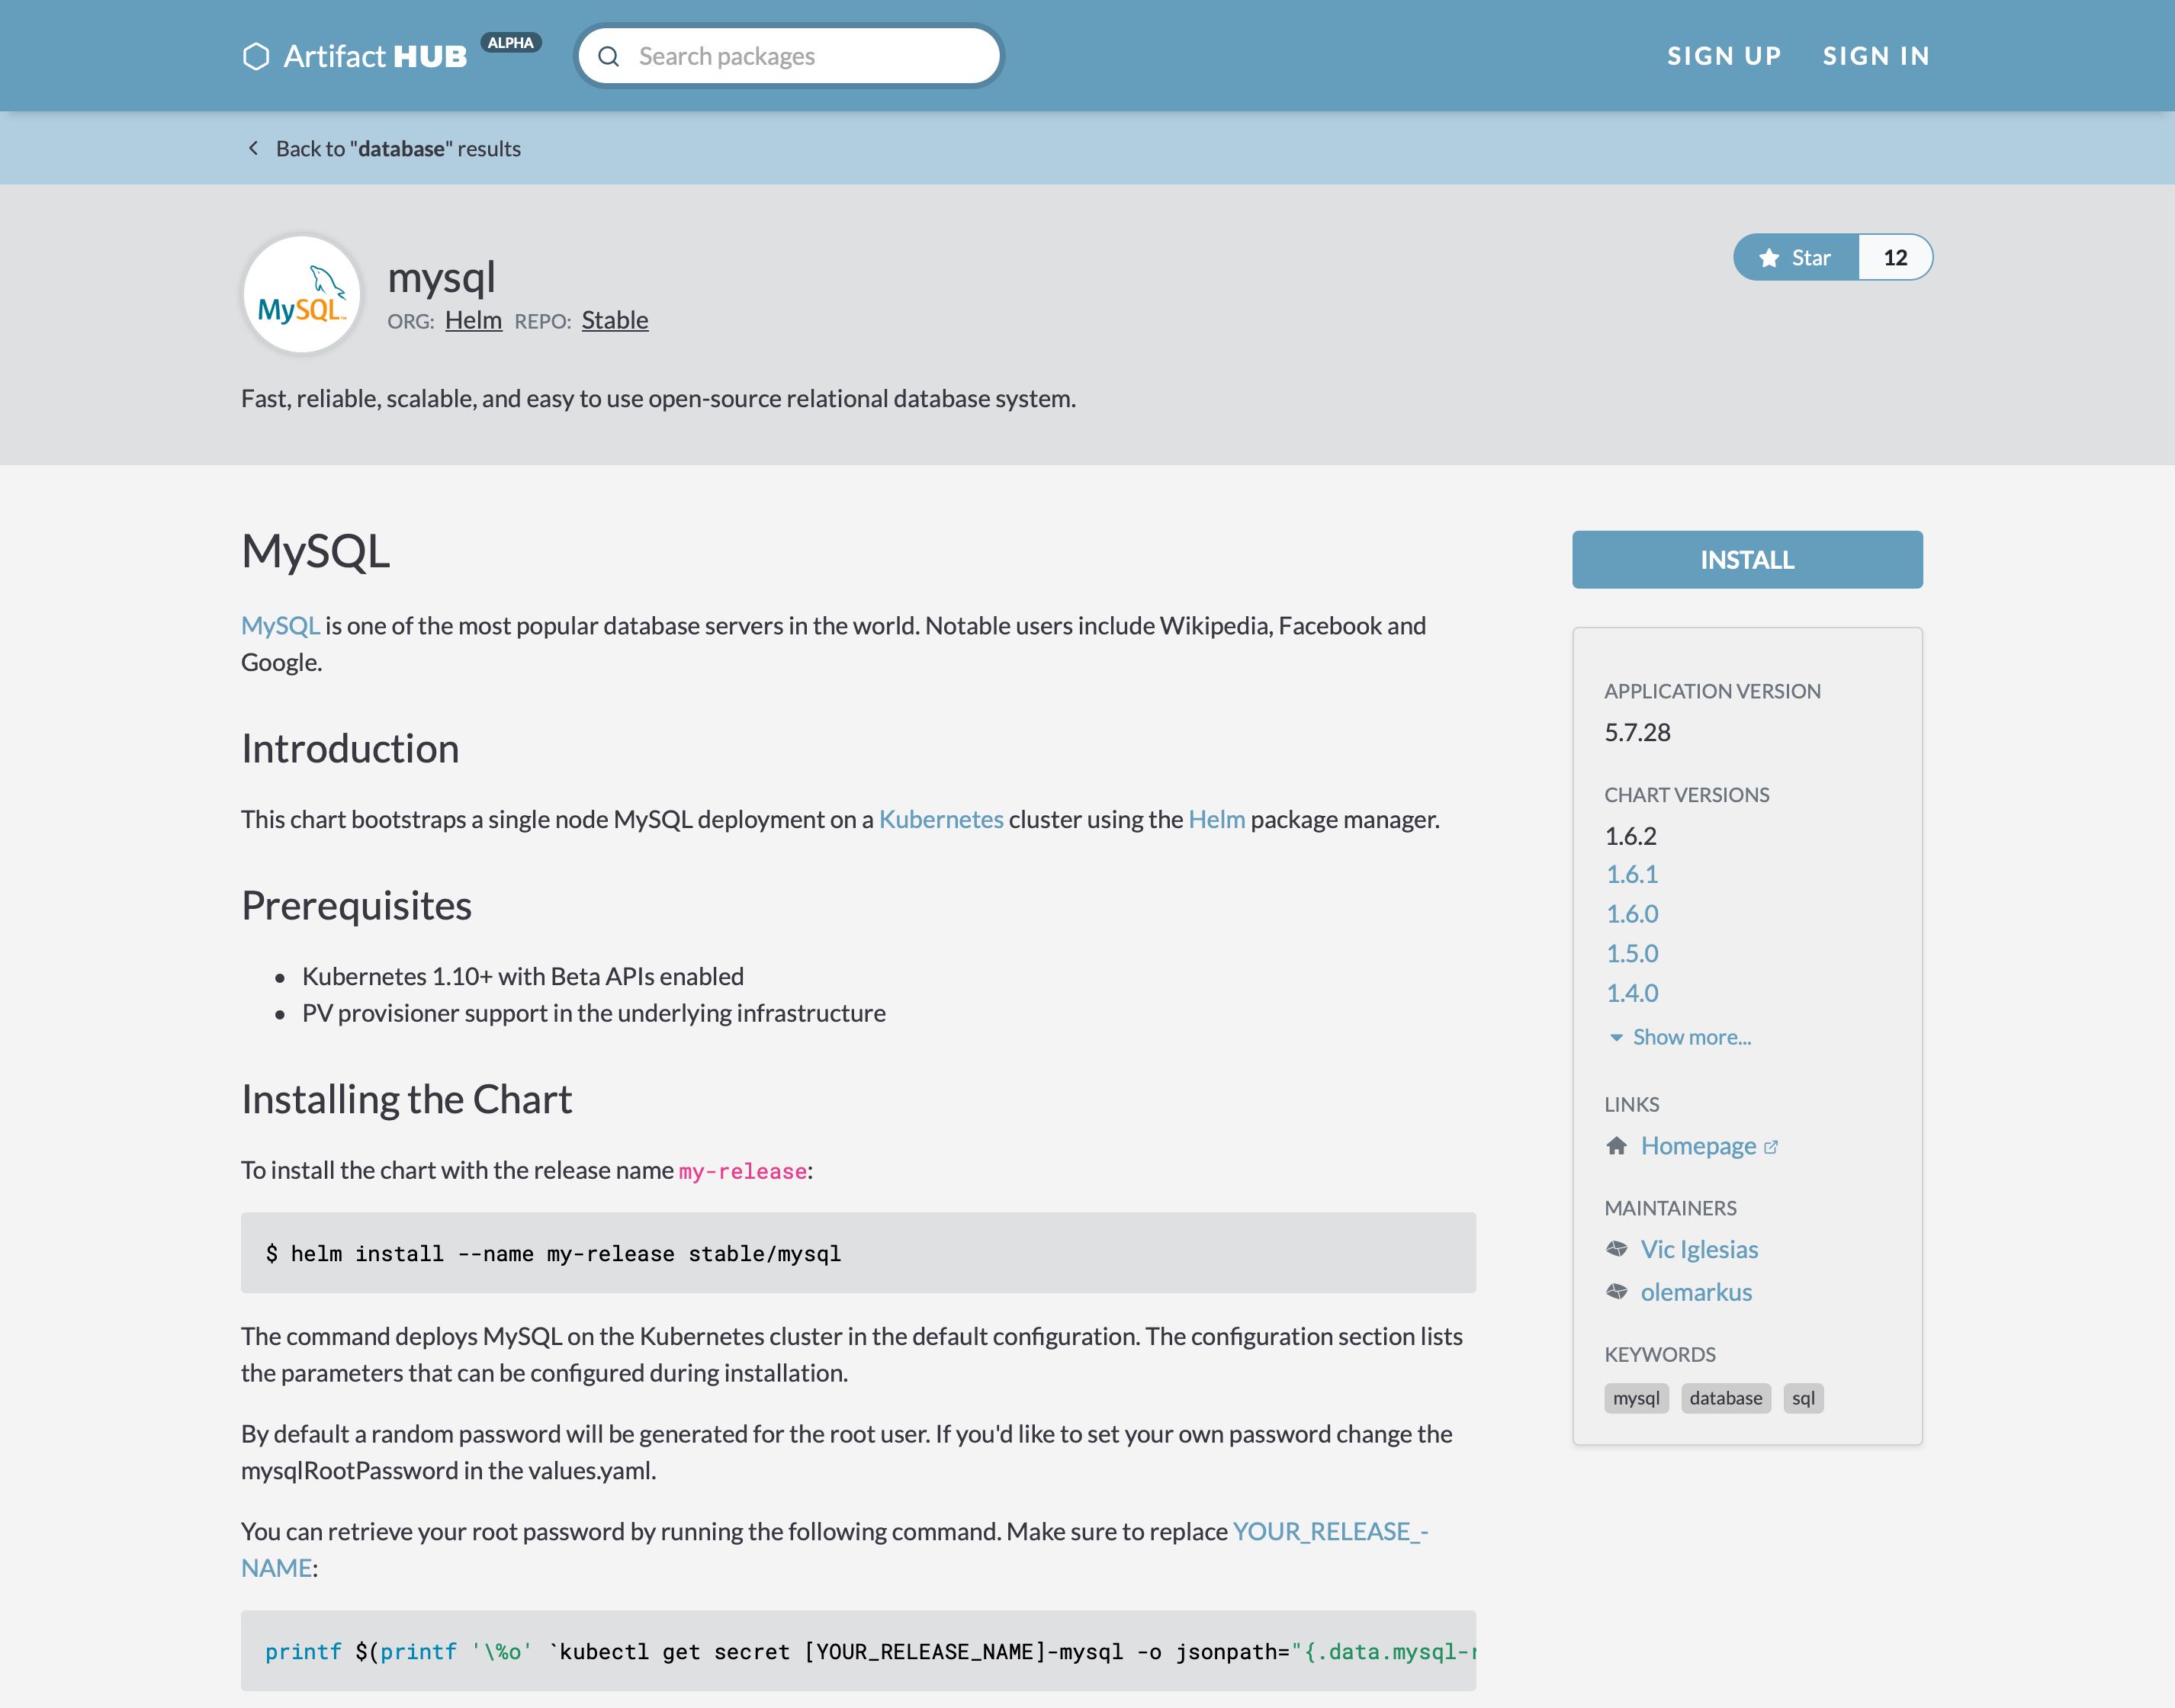 Artifact HUB ALPHA
Search packages
SIGN UP SIGN IN
Back to "database" results
MySQL™
mysql
ORG: Helm REPO: Stable
Star 12
Fast, reliable, scalable, and easy to use open-source relational database system.
MySQL
MySQL is one of the most popular database servers in the world. Notable users include Wikipedia, Facebook and
Google.
Introduction
This chart bootstraps a single node MySQL deployment on a Kubernetes cluster using the Helm package manager.
Prerequisites
• Kubernetes 1.10+ with Beta APIs enabled
• PV provisioner support in the underlying infrastructure
Installing the Chart
To install the chart with the release name my-release:
$ helm install --name my-release stable/mysql
The command deploys MySQL on the Kubernetes cluster in the default configuration. The configuration section lists
the parameters that can be configured during installation.
By default a random password will be generated for the root user. If you'd like to set your own password change the
mysqlRootPassword in the values.yaml.
You can retrieve your root password by running the following command. Make sure to replace YOUR_RELEASE_-
NAME:
printf $(printf '\%o' `kubectl get secret [YOUR_RELEASE_NAME]-mysql -o jsonpath="{.data.mysql-r
INSTALL
APPLICATION VERSION
5.7.28
CHART VERSIONS
1.6.2
1.6.1
1.6.0
1.5.0
1.4.0
Show more...
LINKS
Homepage
MAINTAINERS
Vic Iglesias
olemarkus
KEYWORDS
mysql database sql